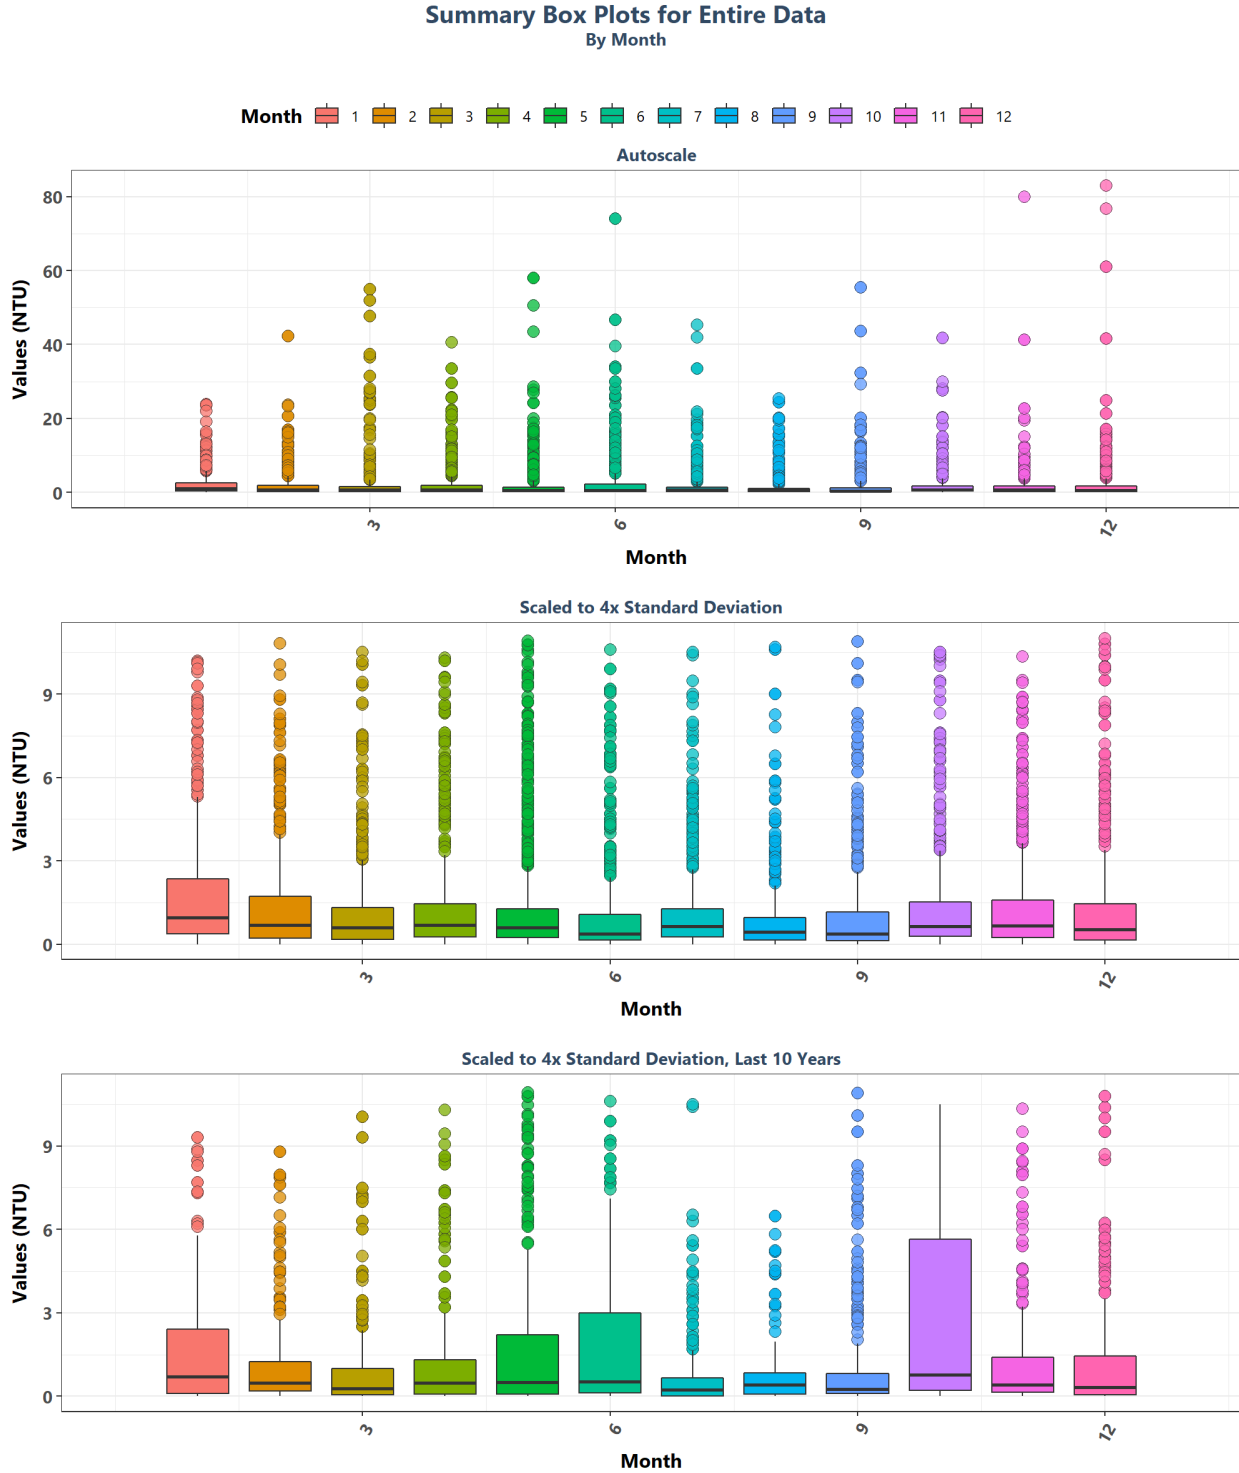 Summary Box Plots for Entire Data
By Month
Month 1 2 3 4 5 6 7 8 9 10 11 12
Autoscale
Values (NTU)
80
60
40
20
0
3 6 9 12
Month
Scaled to 4x Standard Deviation
Values (NTU)
9
6
3
0
3 6 9 12
Month
Scaled to 4x Standard Deviation, Last 10 Years
Values (NTU)
9
6
3
0
3 6 9 12
Month